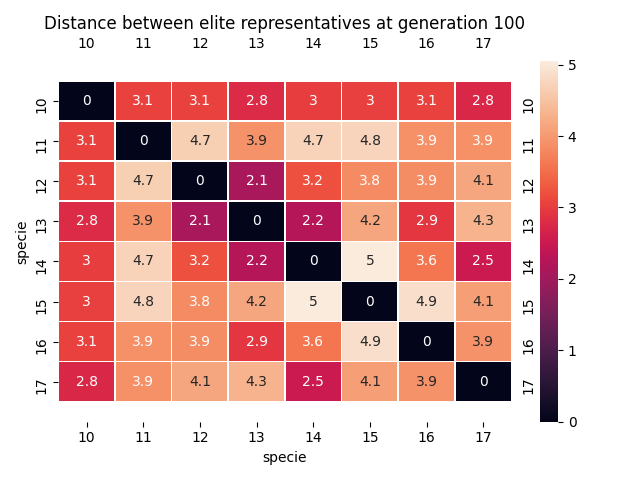 Distance between elite representatives at generation 100
10 11 12 13 14 15 16 17
10 0 3.1 3.1 2.8 3 3 3.1 2.8 10
11 3.1 0 4.7 3.9 4.7 4.8 3.9 3.9 11
12 3.1 4.7 0 2.1 3.2 3.8 3.9 4.1 12
13 2.8 3.9 2.1 0 2.2 4.2 2.9 4.3 13
14 3 4.7 3.2 2.2 0 5 3.6 2.5 14
15 3 4.8 3.8 4.2 5 0 4.9 4.1 15
16 3.1 3.9 3.9 2.9 3.6 4.9 0 3.9 16
17 2.8 3.9 4.1 4.3 2.5 4.1 3.9 0 17
10 11 12 13 14 15 16 17
specie
specie
5
4
3
2
1
0